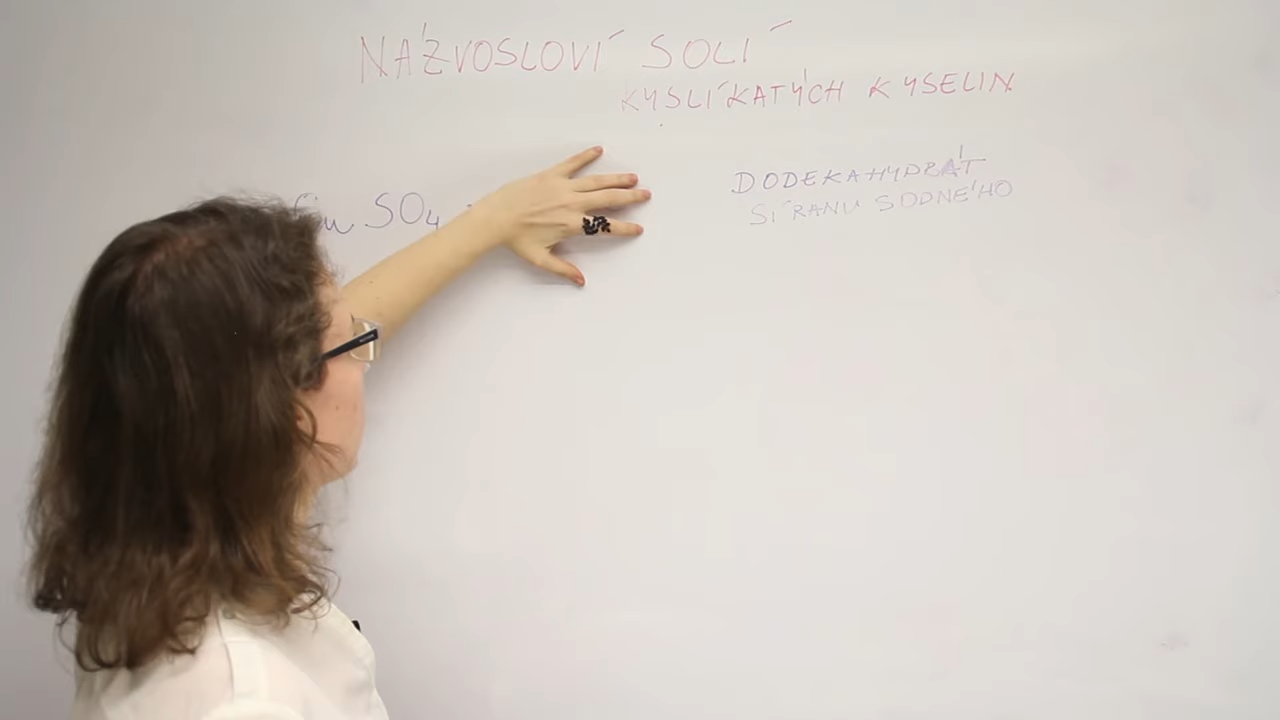 NÁZVOSLOVÍ SOLÍ
KYSLÍKATÝCH KYSELIN
DODEKAHYDRÁT
SÍRANU SODNÉHO
SO₄